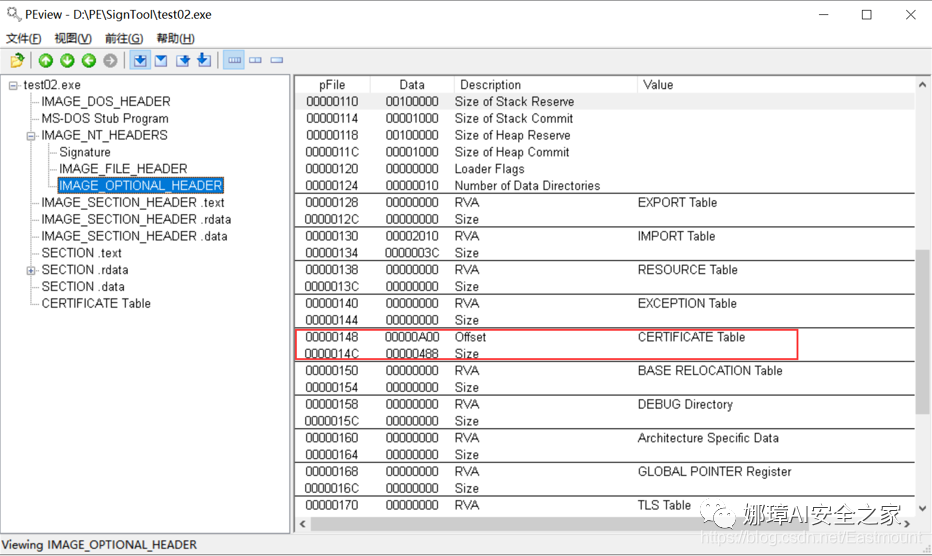 PEview - D:\PE\SignTool\test02.exe
文件(F) 视图(V) 前往(G) 帮助(H)
test02.exe
IMAGE_DOS_HEADER
MS-DOS Stub Program
IMAGE_NT_HEADERS
Signature
IMAGE_FILE_HEADER
IMAGE_OPTIONAL_HEADER
IMAGE_SECTION_HEADER .text
IMAGE_SECTION_HEADER .rdata
IMAGE_SECTION_HEADER .data
SECTION .text
SECTION .rdata
SECTION .data
CERTIFICATE Table
pFile Data Description Value
00000110 00100000 Size of Stack Reserve
00000114 00001000 Size of Stack Commit
00000118 00100000 Size of Heap Reserve
0000011C 00001000 Size of Heap Commit
00000120 00000000 Loader Flags
00000124 00000010 Number of Data Directories
00000128 00000000 RVA EXPORT Table
0000012C 00000000 Size
00000130 00002010 RVA IMPORT Table
00000134 0000003C Size
00000138 00000000 RVA RESOURCE Table
0000013C 00000000 Size
00000140 00000000 RVA EXCEPTION Table
00000144 00000000 Size
00000148 00000A00 Offset CERTIFICATE Table
0000014C 00000488 Size
00000150 00000000 RVA BASE RELOCATION Table
00000154 00000000 Size
00000158 00000000 RVA DEBUG Directory
0000015C 00000000 Size
00000160 00000000 RVA Architecture Specific Data
00000164 00000000 Size
00000168 00000000 RVA GLOBAL POINTER Register
0000016C 00000000 Size
00000170 00000000 RVA TLS Table
娜璋AI安全之家
https://blog.csdn.net/Eastmount
Viewing IMAGE_OPTIONAL_HEADER